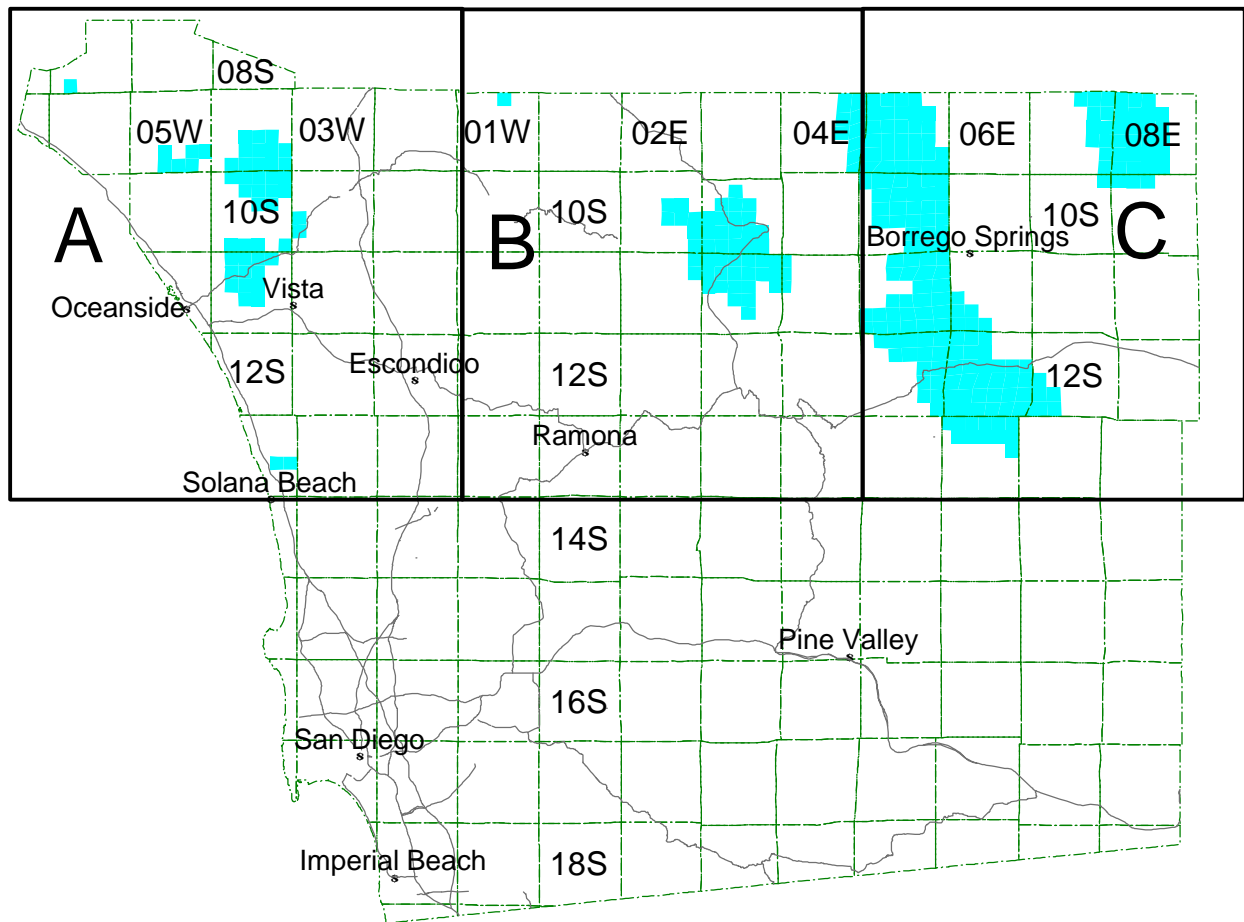 08S
05W
03W
01W
02E
04E
06E
08E
10S
10S
10S
A
B
C
Borrego Springs
Oceanside
Vista
12S
Escondico
12S
12S
Ramona
Solana Beach
14S
Pine Valley
16S
San Diego
Imperial Beach
18S